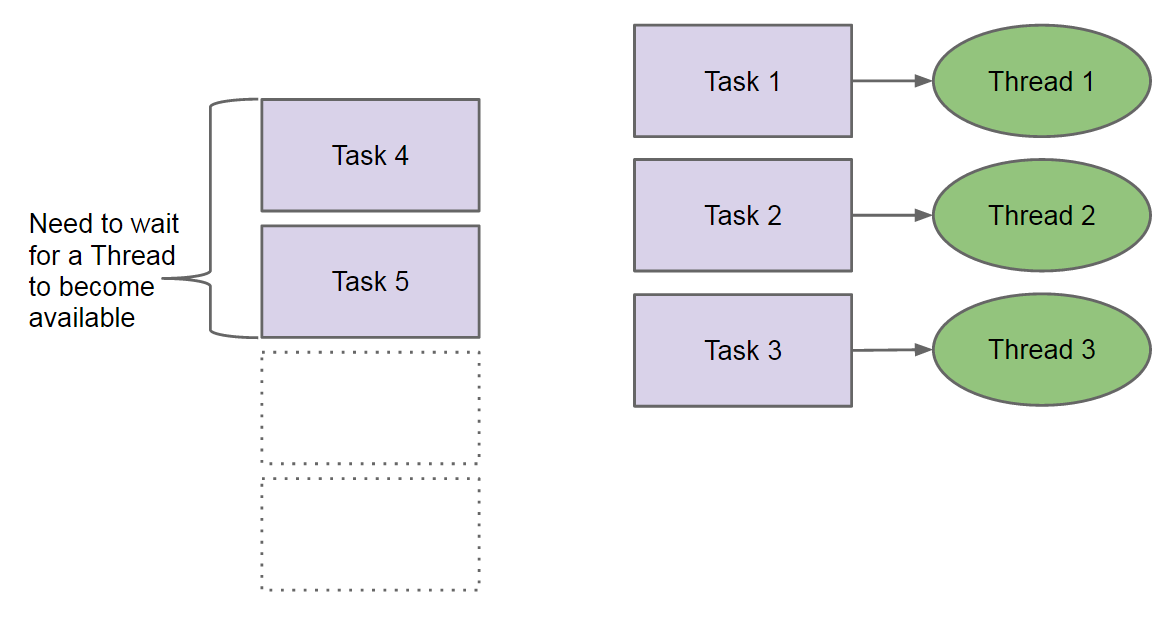 Need to wait
for a Thread
to become
available
Task 4
Task 5
Task 1
Thread 1
Task 2
Thread 2
Task 3
Thread 3